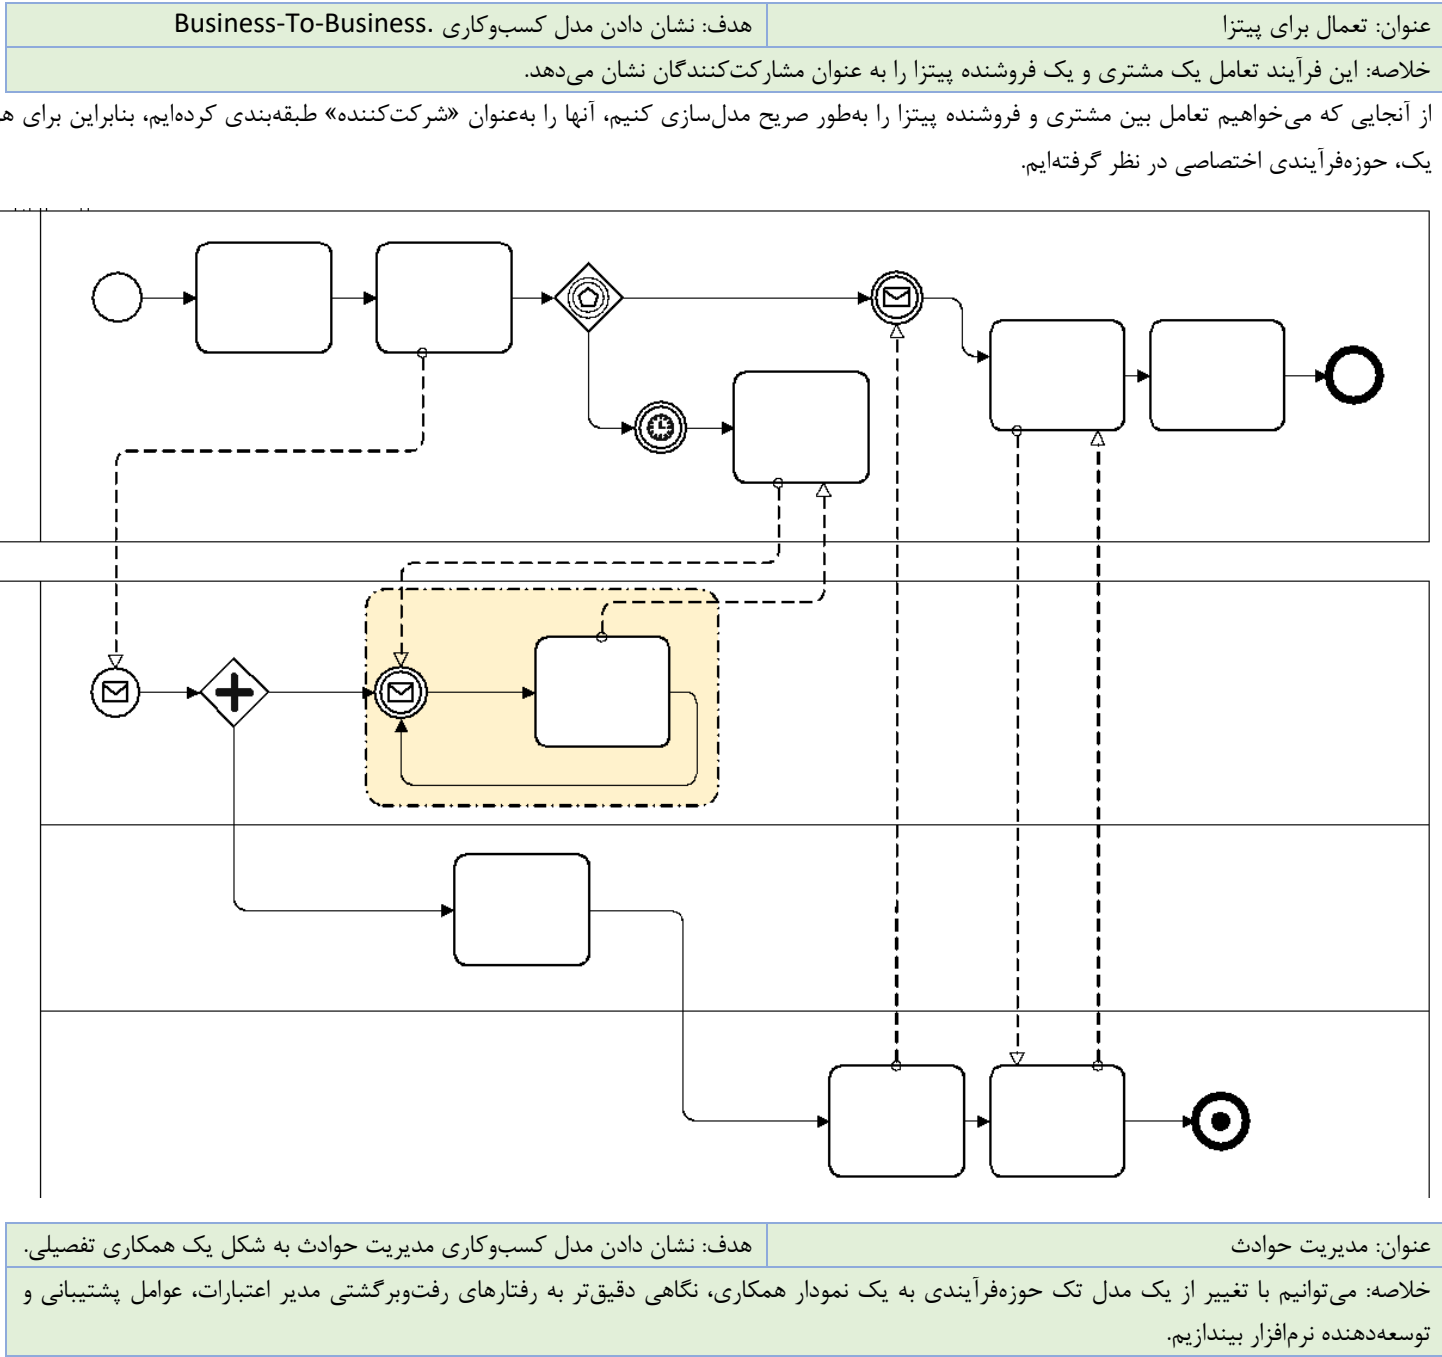 عنوان: تعمال برای پیتزا
هدف: نشان دادن مدل کسب‌وکاری Business-To-Business.
خلاصه: این فرآیند تعامل یک مشتری و یک فروشنده پیتزا را به عنوان مشارکت‌کنندگان نشان می‌دهد.
از آنجایی که می‌خواهیم تعامل بین مشتری و فروشنده پیتزا را به‌طور صریح مدل‌سازی کنیم، آنها را به‌عنوان «شرکت‌کننده» طبقه‌بندی کرده‌ایم، بنابراین برای
یک، حوزه‌فرآیندی اختصاصی در نظر گرفته‌ایم.
عنوان: مدیریت حوادث
هدف: نشان دادن مدل کسب‌وکاری مدیریت حوادث به شکل یک همکاری تفصیلی.
خلاصه: می‌توانیم با تغییر از یک مدل تک حوزه‌فرآیندی به یک نمودار همکاری، نگاهی دقیق‌تر به رفتارهای رفت‌وبرگشتی مدیر اعتبارات، عوامل پشتیبانی و
توسعه‌دهنده نرم‌افزار بیندازیم.